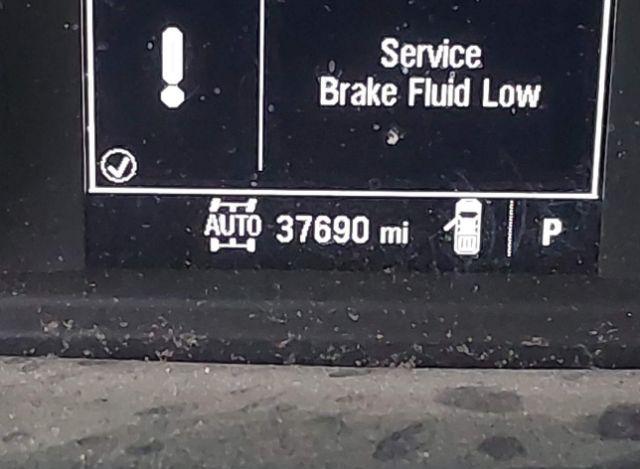 Service
Brake Fluid Low
AUTO 37690 mi P